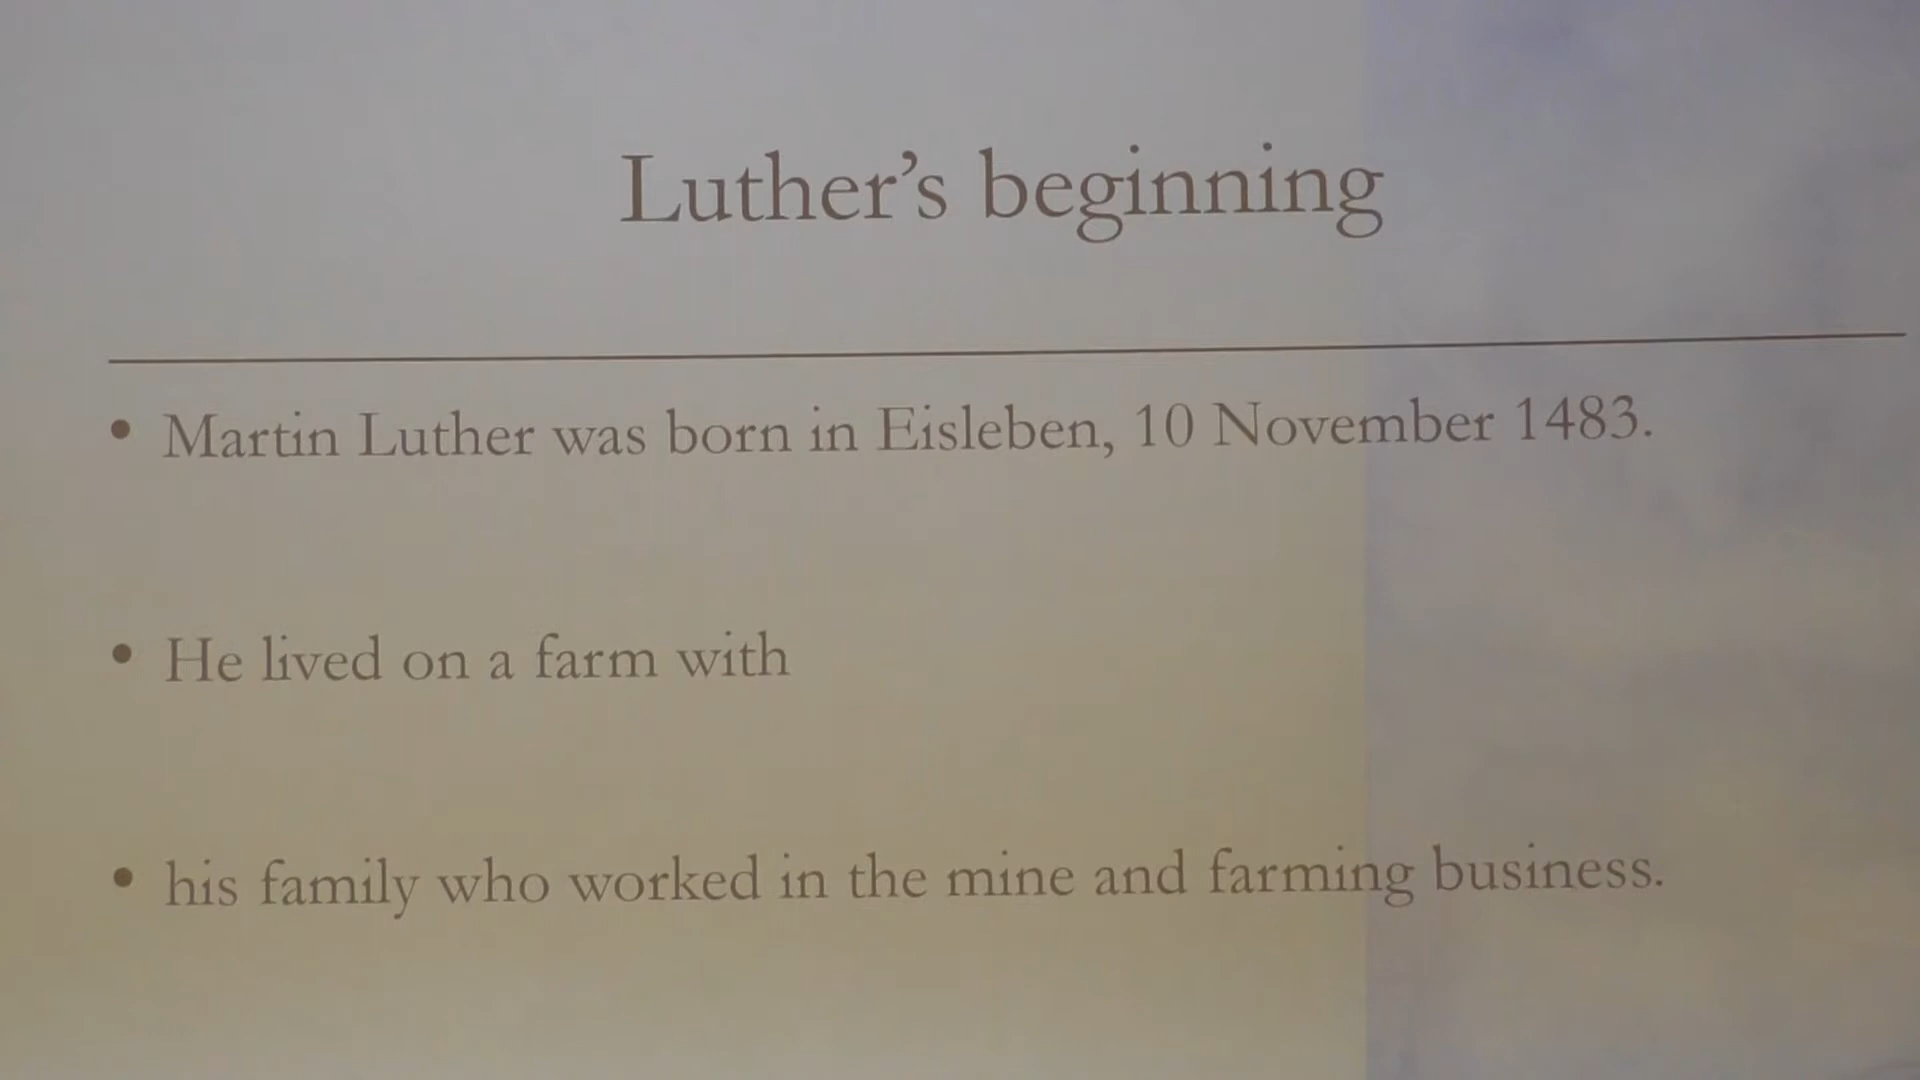 Luther's beginning
• Martin Luther was born in Eisleben, 10 November 1483.
• He lived on a farm with
• his family who worked in the mine and farming business.